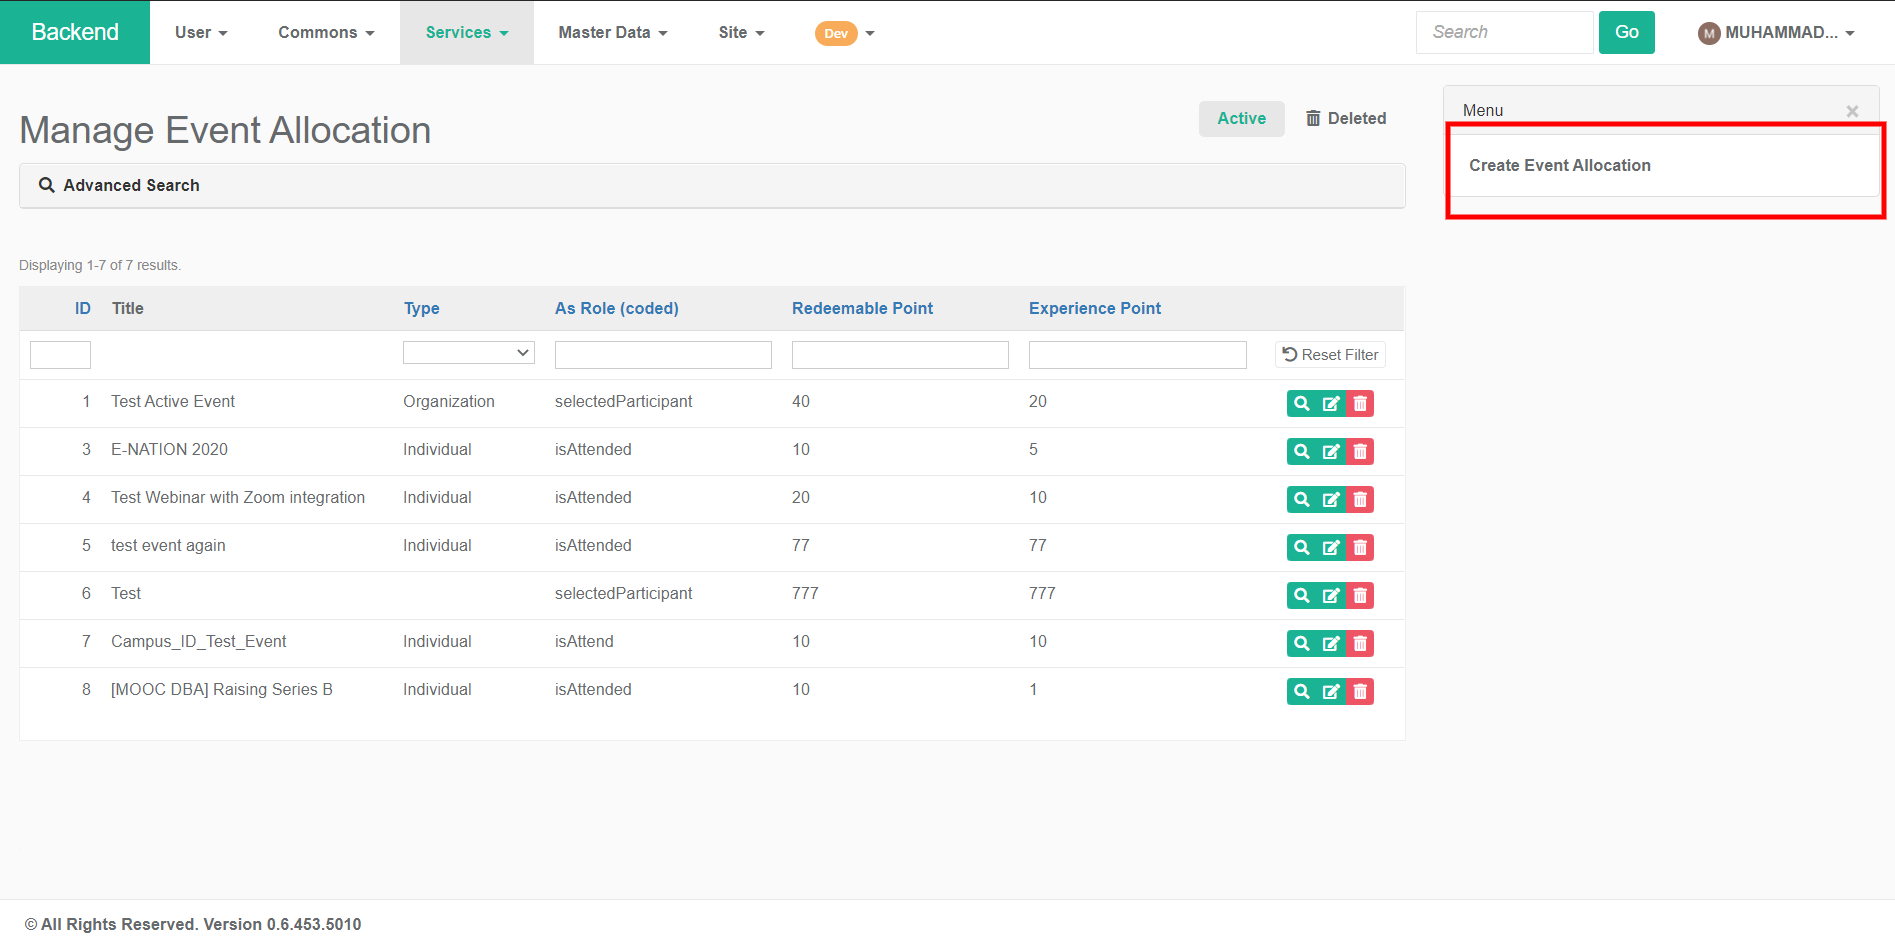 Backend User Commons Services Master Data Site Dev Search Go M MUHAMMAD...
Manage Event Allocation
Active Deleted
Menu ×
Create Event Allocation
Advanced Search
Displaying 1-7 of 7 results.
ID Title Type As Role (coded) Redeemable Point Experience Point
Reset Filter
1 Test Active Event Organization selectedParticipant 40 20
3 E-NATION 2020 Individual isAttended 10 5
4 Test Webinar with Zoom integration Individual isAttended 20 10
5 test event again Individual isAttended 77 77
6 Test selectedParticipant 777 777
7 Campus_ID_Test_Event Individual isAttend 10 10
8 [MOOC DBA] Raising Series B Individual isAttended 10 1
© All Rights Reserved. Version 0.6.453.5010